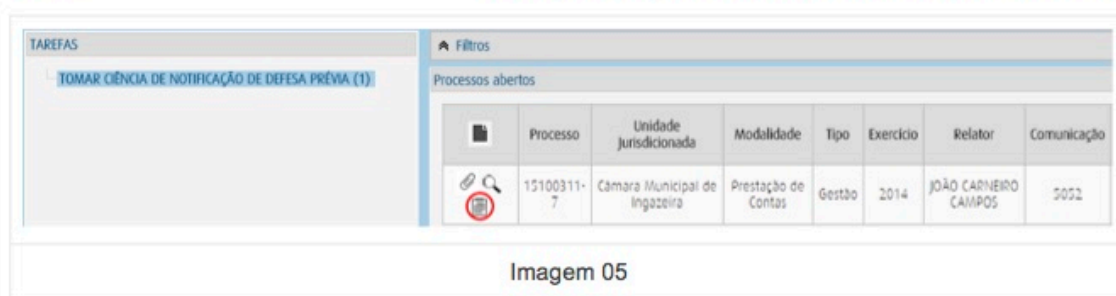 TAREFAS
TOMAR CIÊNCIA DE NOTIFICAÇÃO DE DEFESA PRÉVIA (1)
Filtros
Processos abertos
Processo
Unidade
Jurisdicionada
Modalidade
Tipo
Exercício
Relator
Comunicação
15100311-
7
Câmara Municipal de
Ingazeira
Prestação de
Contas
Gestão
2014
JOÃO CARNEIRO
CAMPOS
5052
Imagem 05